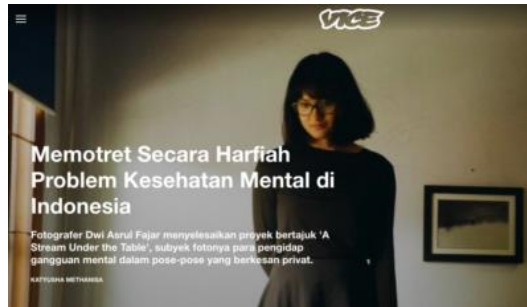 VICE
Memotret Secara Harfiah
Problem Kesehatan Mental di
Indonesia
Fotografer Dwi Asrul Fajar menyelesaikan proyek bertajuk 'A
Stream Under the Table', subyek fotonya para pengidap
gangguan mental dalam pose-pose yang berkesan privat.
KATYUSHA METHANISA